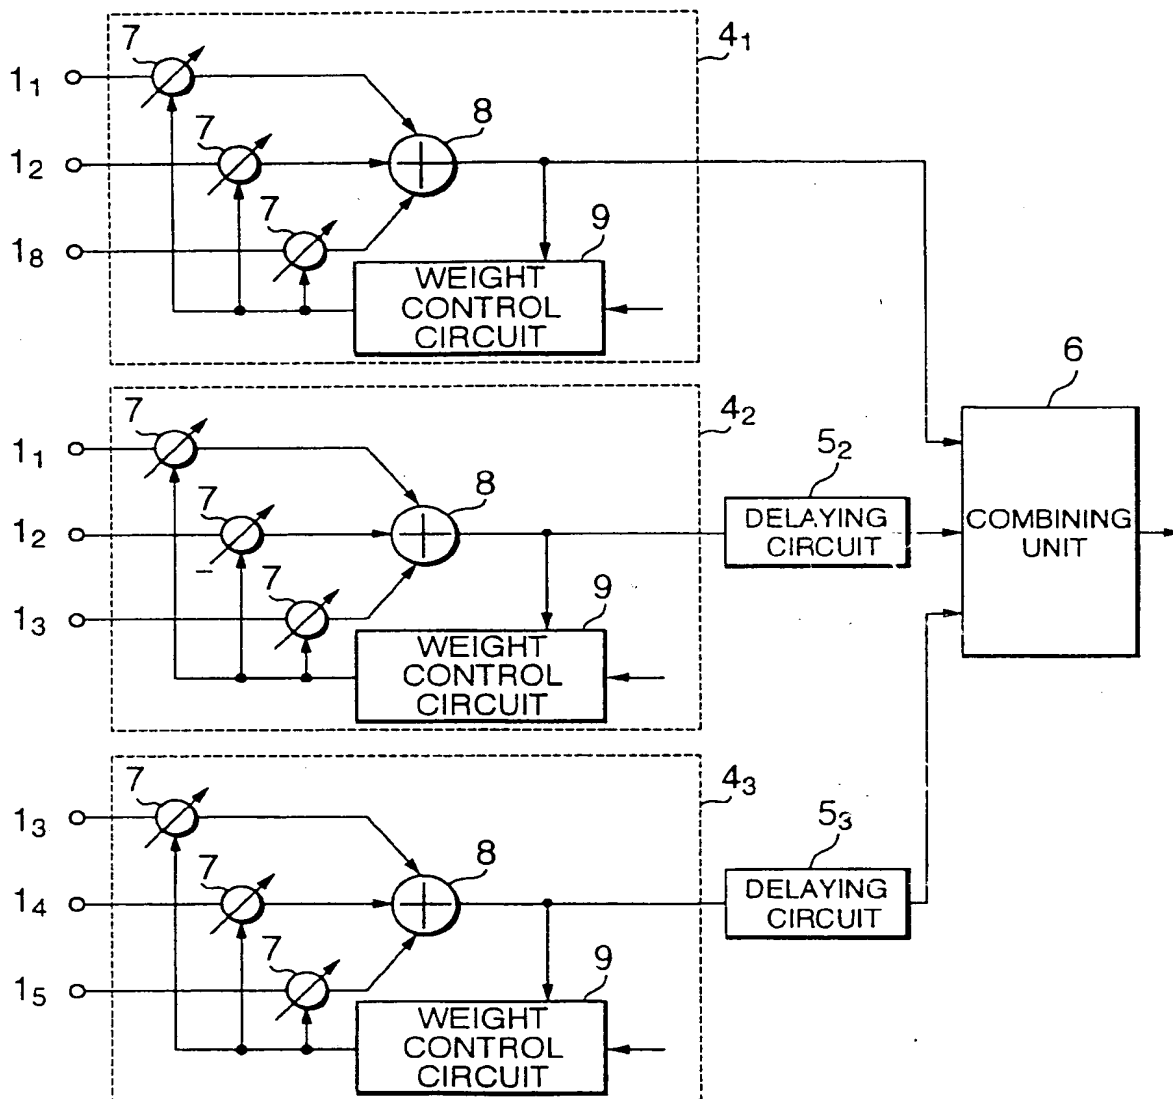 7
4₁
1₁
8
7
1₂
7
9
1₈
WEIGHT
CONTROL
CIRCUIT
6
7
4₂
1₁
5₂
7
8
1₂
DELAYING
CIRCUIT
COMBINING
UNIT
7
9
1₃
WEIGHT
CONTROL
CIRCUIT
7
4₃
1₃
5₃
7
8
1₄
DELAYING
CIRCUIT
7
9
1₅
WEIGHT
CONTROL
CIRCUIT